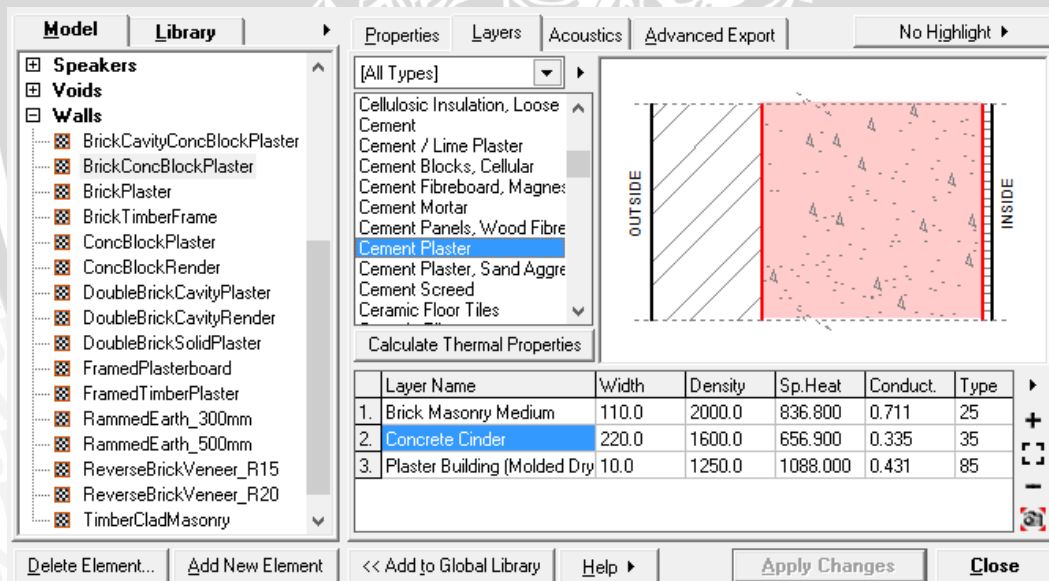 Model
Library
Speakers
Voids
Walls
BrickCavityConcBlockPlaster
BrickConcBlockPlaster
BrickPlaster
BrickTimberFrame
ConcBlockPlaster
ConcBlockRender
DoubleBrickCavityPlaster
DoubleBrickCavityRender
DoubleBrickSolidPlaster
FramedPlasterboard
FramedTimberPlaster
RammedEarth_300mm
RammedEarth_500mm
ReverseBrickVeneer_R15
ReverseBrickVeneer_R20
TimberCladMasonry
Delete Element...
Add New Element
Properties
Layers
Acoustics
Advanced Export
No Highlight
[All Types]
Cellulosic Insulation, Loose
Cement
Cement / Lime Plaster
Cement Blocks, Cellular
Cement Fibreboard, Magnes
Cement Mortar
Cement Panels, Wood Fibre
Cement Plaster
Cement Plaster, Sand Aggre
Cement Screed
Ceramic Floor Tiles
Calculate Thermal Properties
OUTSIDE
INSIDE
Layer Name Width Density Sp.Heat Conduct. Type
1. Brick Masonry Medium 110.0 2000.0 836.800 0.711 25
2. Concrete Cinder 220.0 1600.0 656.900 0.335 35
3. Plaster Building (Molded Dry 10.0 1250.0 1088.000 0.431 85
<< Add to Global Library
Help
Apply Changes
Close